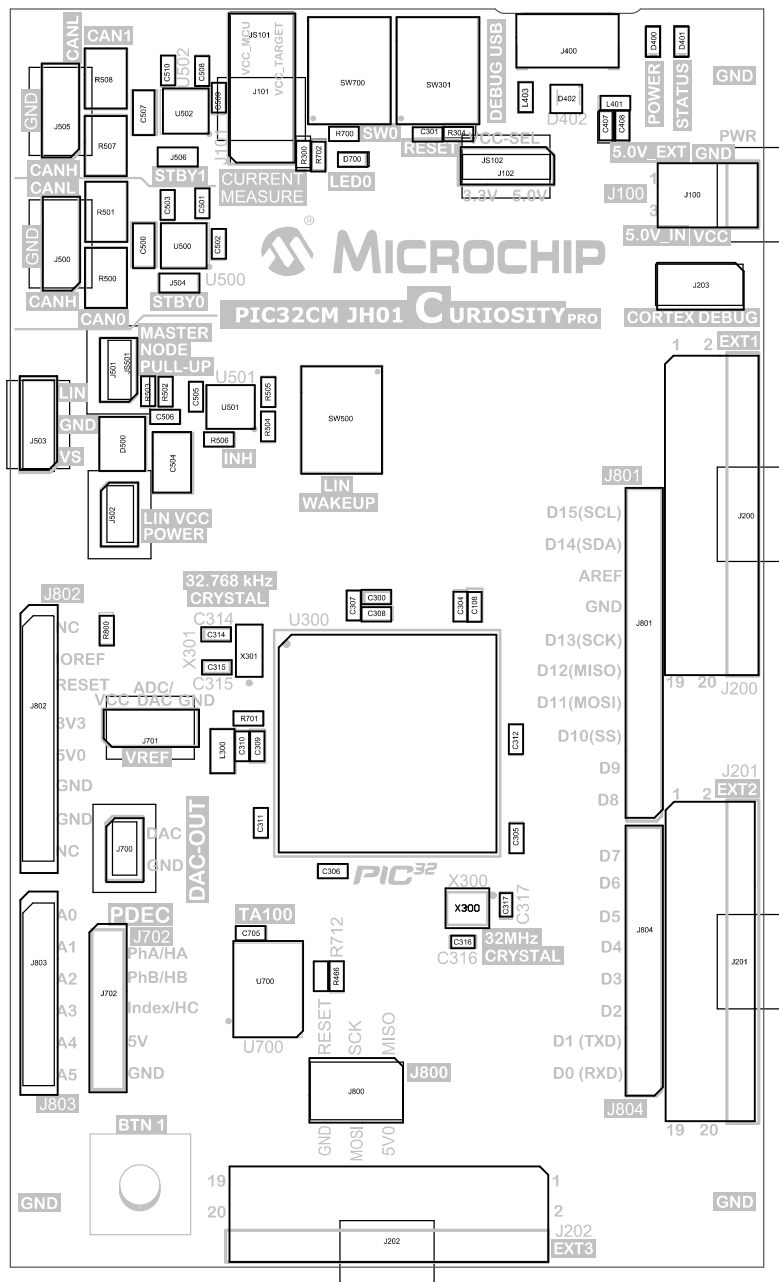 CANL
CAN1
R508
C510
J502
C508
JS101
VCC_MCU
VCC_TARGET
SW700
SW301
DEBUG USB
J400
D400
D401
POWER
STATUS
GND
GND
J505
C507
U502
C509
J101
J101
L403
D402
D402
L401
C407
C408
R507
J506
STBY1
CANH
R300
R702
R700
SW0
C301
R304
RESET
D700
LED0
VCC-SEL
JS102
J102
3.3V 5.0V
PWR
5.0V_EXT GND
J100
1
3
J100
5.0V_IN VCC
CURRENT
MEASURE
CANL
R501
C503
C501
GND
J500
C500
U500
C502
U500
R500
J504
STBY0
CANH
CAN0
® MICROCHIP
PIC32CM JH01 CURIOSITY PRO
J203
CORTEX DEBUG
MASTER
NODE
PULL-UP
J501
JS501
1 2 EXT1
U501
R503
R502
C505
U501
R505
R504
C506
R506
INH
LIN
GND
VS
J503
D500
C504
SW500
LIN
WAKEUP
J502
LIN VCC
POWER
J801
D15(SCL)
D14(SDA)
AREF
GND
D13(SCK)
D12(MISO)
D11(MOSI)
D10(SS)
D9
D8
J801
J200
19 20 J200
32.768 kHz
CRYSTAL
C314
C314
X301
X301
C315
C315
U300
C307
C300
C308
C304
C108
J802
NC
IOREF
RESET
3V3
5V0
GND
GND
NC
J802
R800
ADC/
VCC DAC GND
J701
VREF
R701
L300
C310
C309
C311
C312
C305
C306
PIC32
J700
DAC
GND
DAC-OUT
J201
1 2 EXT2
D7
D6
D5
D4
D3
D2
D1 (TXD)
D0 (RXD)
J804
J804
J201
19 20
X300
X300
C317
C317
C316
C316
32MHz
CRYSTAL
A0
A1
A2
A3
A4
A5
J803
J803
PDEC
J702
PhA/HA
PhB/HB
Index/HC
5V
GND
J702
TA100
C705
U700
U700
R712
R466
RESET
SCK
MISO
J800
J800
GND
MOSI
5V0
BTN 1
GND
GND
19
20
1
2
J202
J202
EXT3